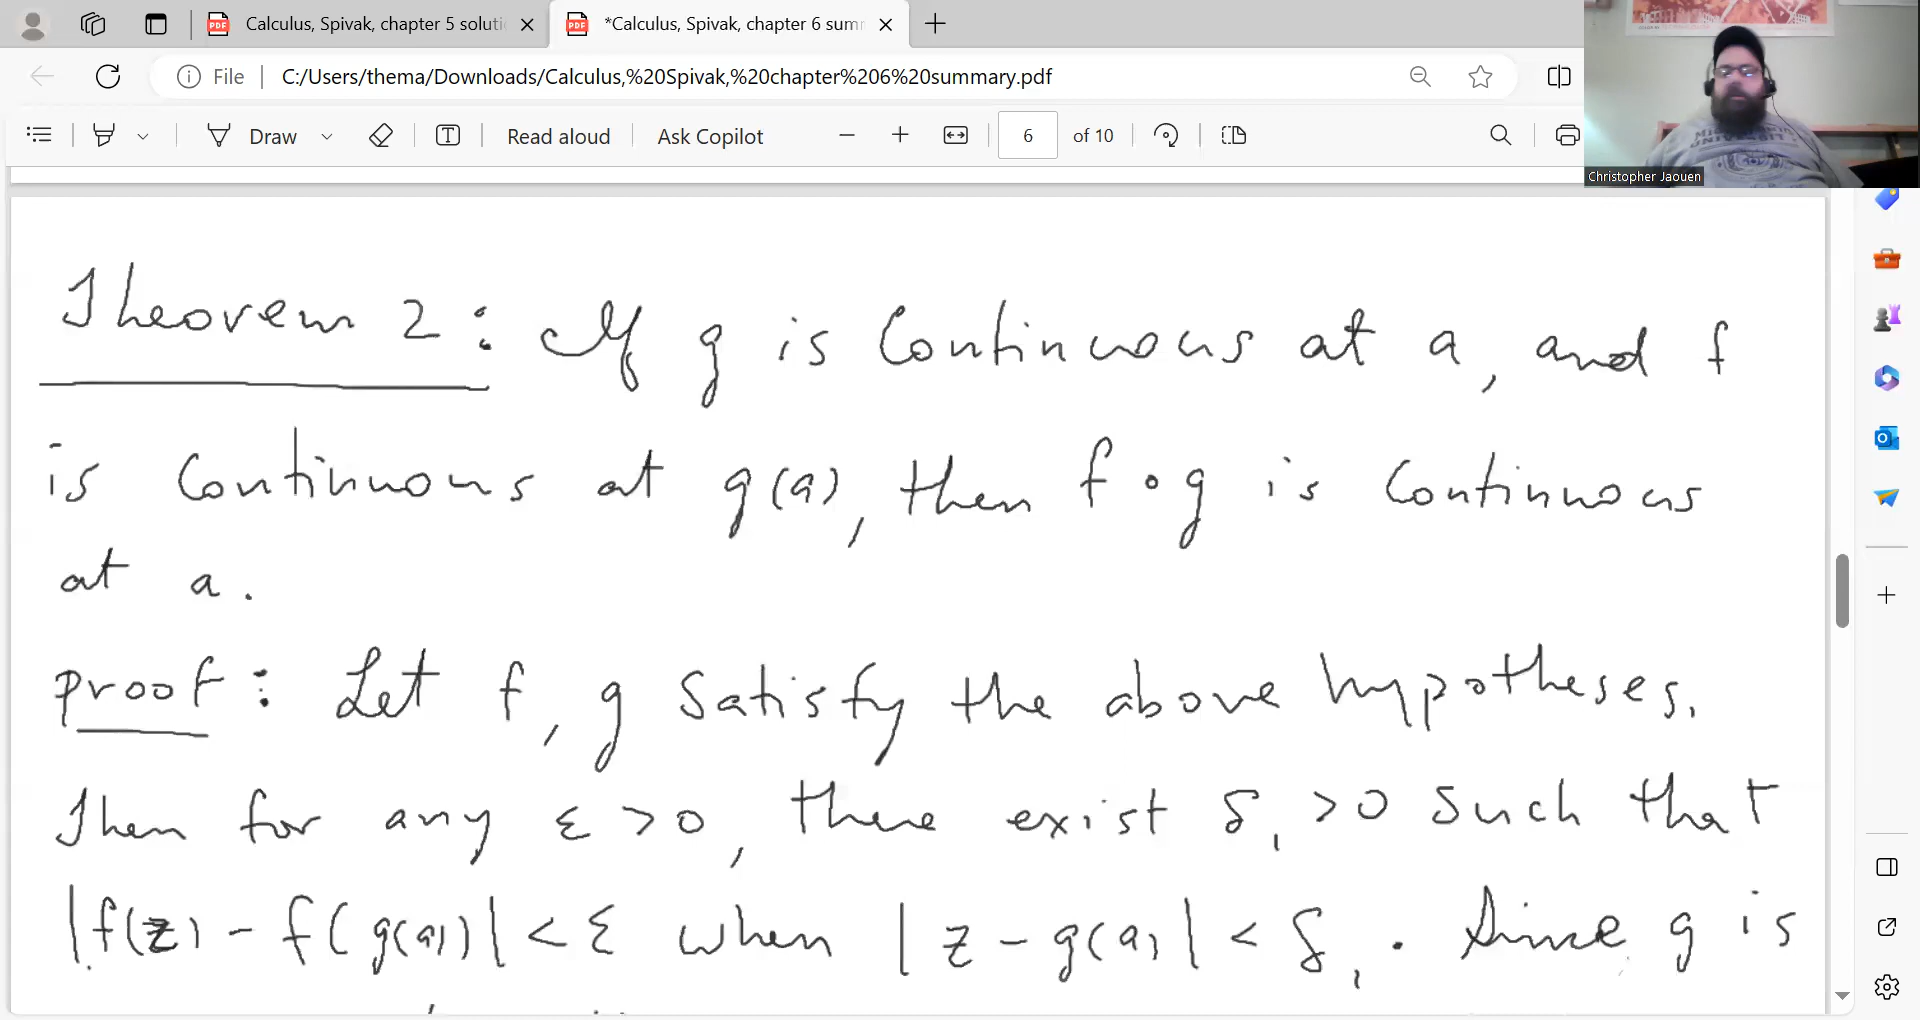 Calculus, Spivak, chapter 5 soluti
*Calculus, Spivak, chapter 6 sum
File C:/Users/thema/Downloads/Calculus,%20Spivak,%20chapter%206%20summary.pdf
Draw Read aloud Ask Copilot 6 of 10
Christopher Jaouen
Theorem 2: If g is continuous at a, and f
is continuous at g(a), then f∘g is continuous
at a.
proof: Let f, g satisfy the above hypotheses.
Then for any ε > 0, there exist δ₁ > 0 such that
|f(z) - f(g(a))| < ε when |z - g(a)| < δ₁. Since g is